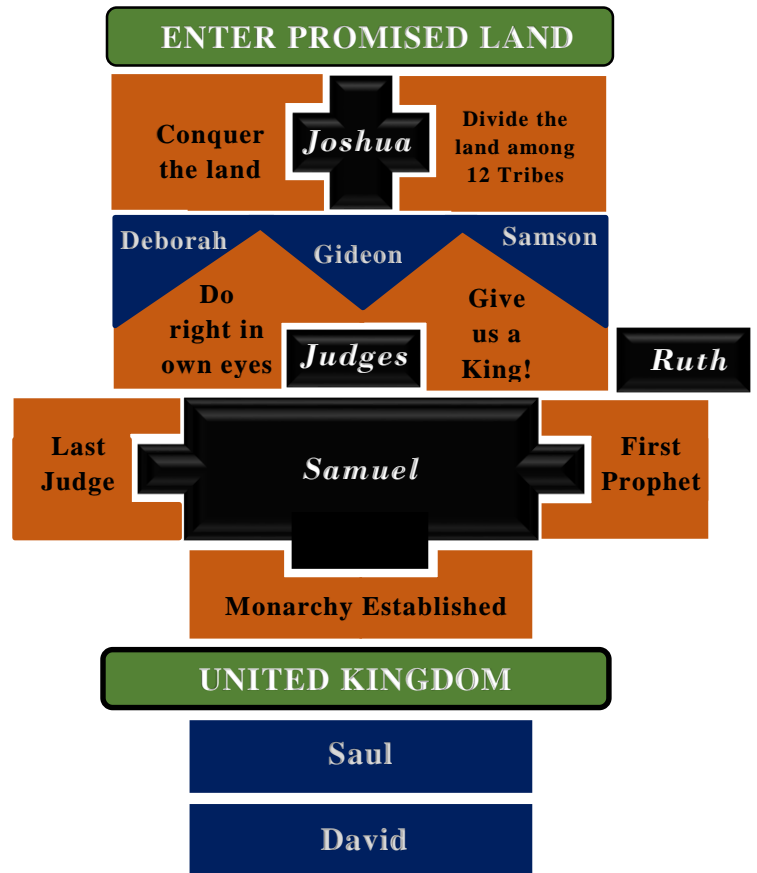 ENTER PROMISED LAND
Conquer
the land
Joshua
Divide the
land among
12 Tribes
Deborah
Gideon
Samson
Do
right in
own eyes
Judges
Give
us a
King!
Ruth
Last
Judge
Samuel
First
Prophet
Monarchy Established
UNITED KINGDOM
Saul
David